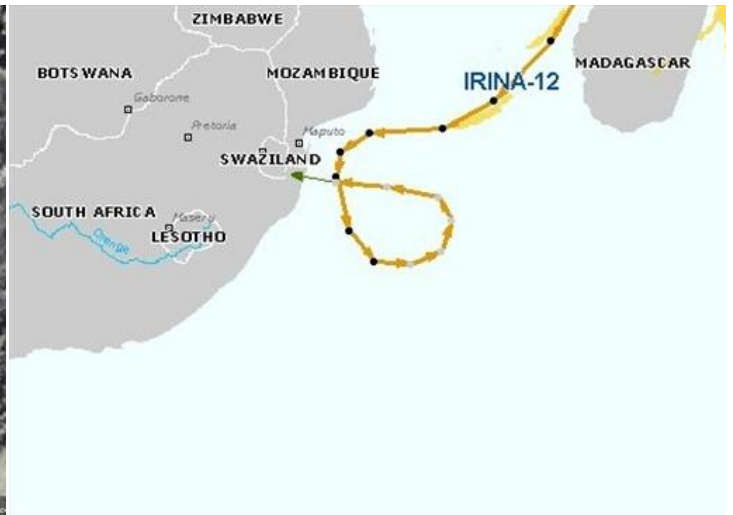 ZIMBABWE
BOTSWANA
MOZAMBIQUE
MADAGASCAR
IRINA-12
Gaborone
Pretoria
Maputo
SWAZILAND
SOUTH AFRICA
Maseru
LESOTHO
Orange